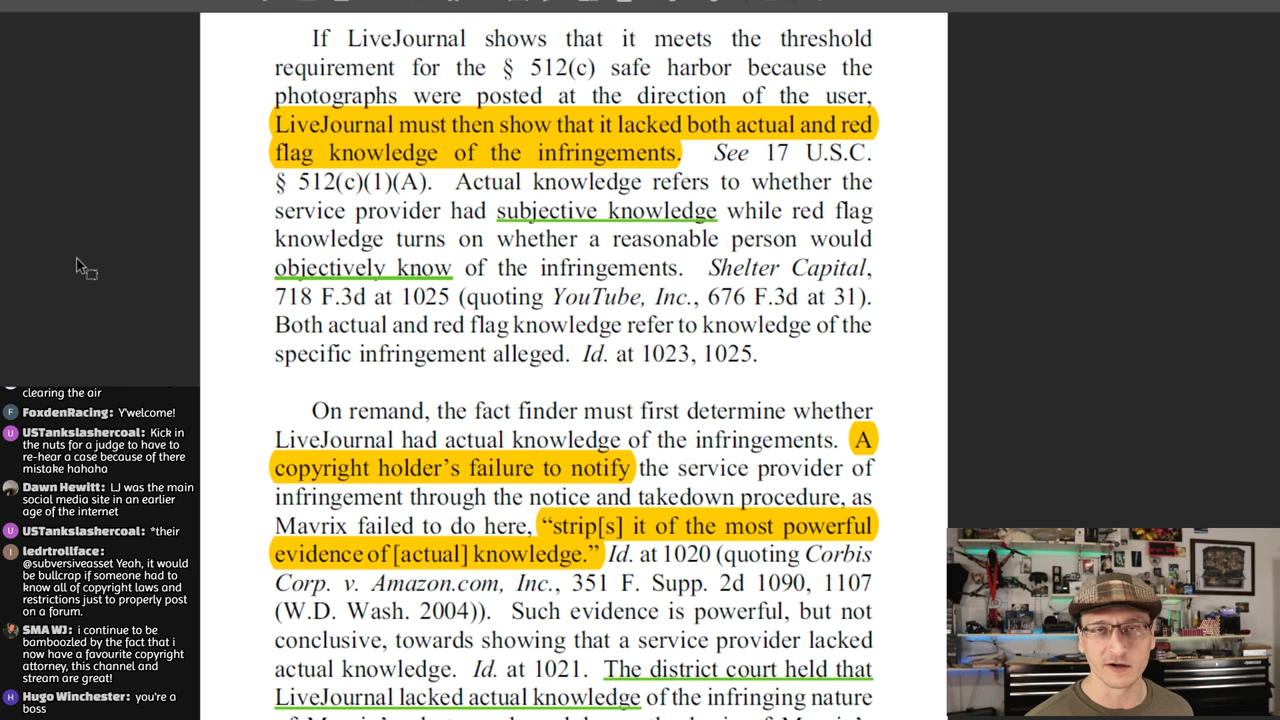 If LiveJournal shows that it meets the threshold
requirement for the § 512(c) safe harbor because the
photographs were posted at the direction of the user,
LiveJournal must then show that it lacked both actual and red
flag knowledge of the infringements. See 17 U.S.C.
§ 512(c)(1)(A). Actual knowledge refers to whether the
service provider had subjective knowledge while red flag
knowledge turns on whether a reasonable person would
objectively know of the infringements. Shelter Capital,
718 F.3d at 1025 (quoting YouTube, Inc., 676 F.3d at 31).
Both actual and red flag knowledge refer to knowledge of the
specific infringement alleged. Id. at 1023, 1025.
On remand, the fact finder must first determine whether
LiveJournal had actual knowledge of the infringements. A
copyright holder's failure to notify the service provider of
infringement through the notice and takedown procedure, as
Mavrix failed to do here, “strip[s] it of the most powerful
evidence of [actual] knowledge.” Id. at 1020 (quoting Corbis
Corp. v. Amazon.com, Inc., 351 F. Supp. 2d 1090, 1107
(W.D. Wash. 2004)). Such evidence is powerful, but not
conclusive, towards showing that a service provider lacked
actual knowledge. Id. at 1021. The district court held that
LiveJournal lacked actual knowledge of the infringing nature
clearing the air
F FoxdenRacing: Y'welcome!
U USTankslashercoal: Kick in
the nuts for a judge to have to
re-hear a case because of there
mistake hahaha
Dawn Hewitt: LJ was the main
social media site in an earlier
age of the internet
U USTankslashercoal: *their
l ledrtrollface:
@subversiveasset Yeah, it would
be bullcrap if someone had to
know all of copyright laws and
restrictions just to properly post
on a forum.
SMA WJ: i continue to be
bamboozled by the fact that i
now have a favourite copyright
attorney, this channel and
stream are great!
H Hugo Winchester: you're a
boss